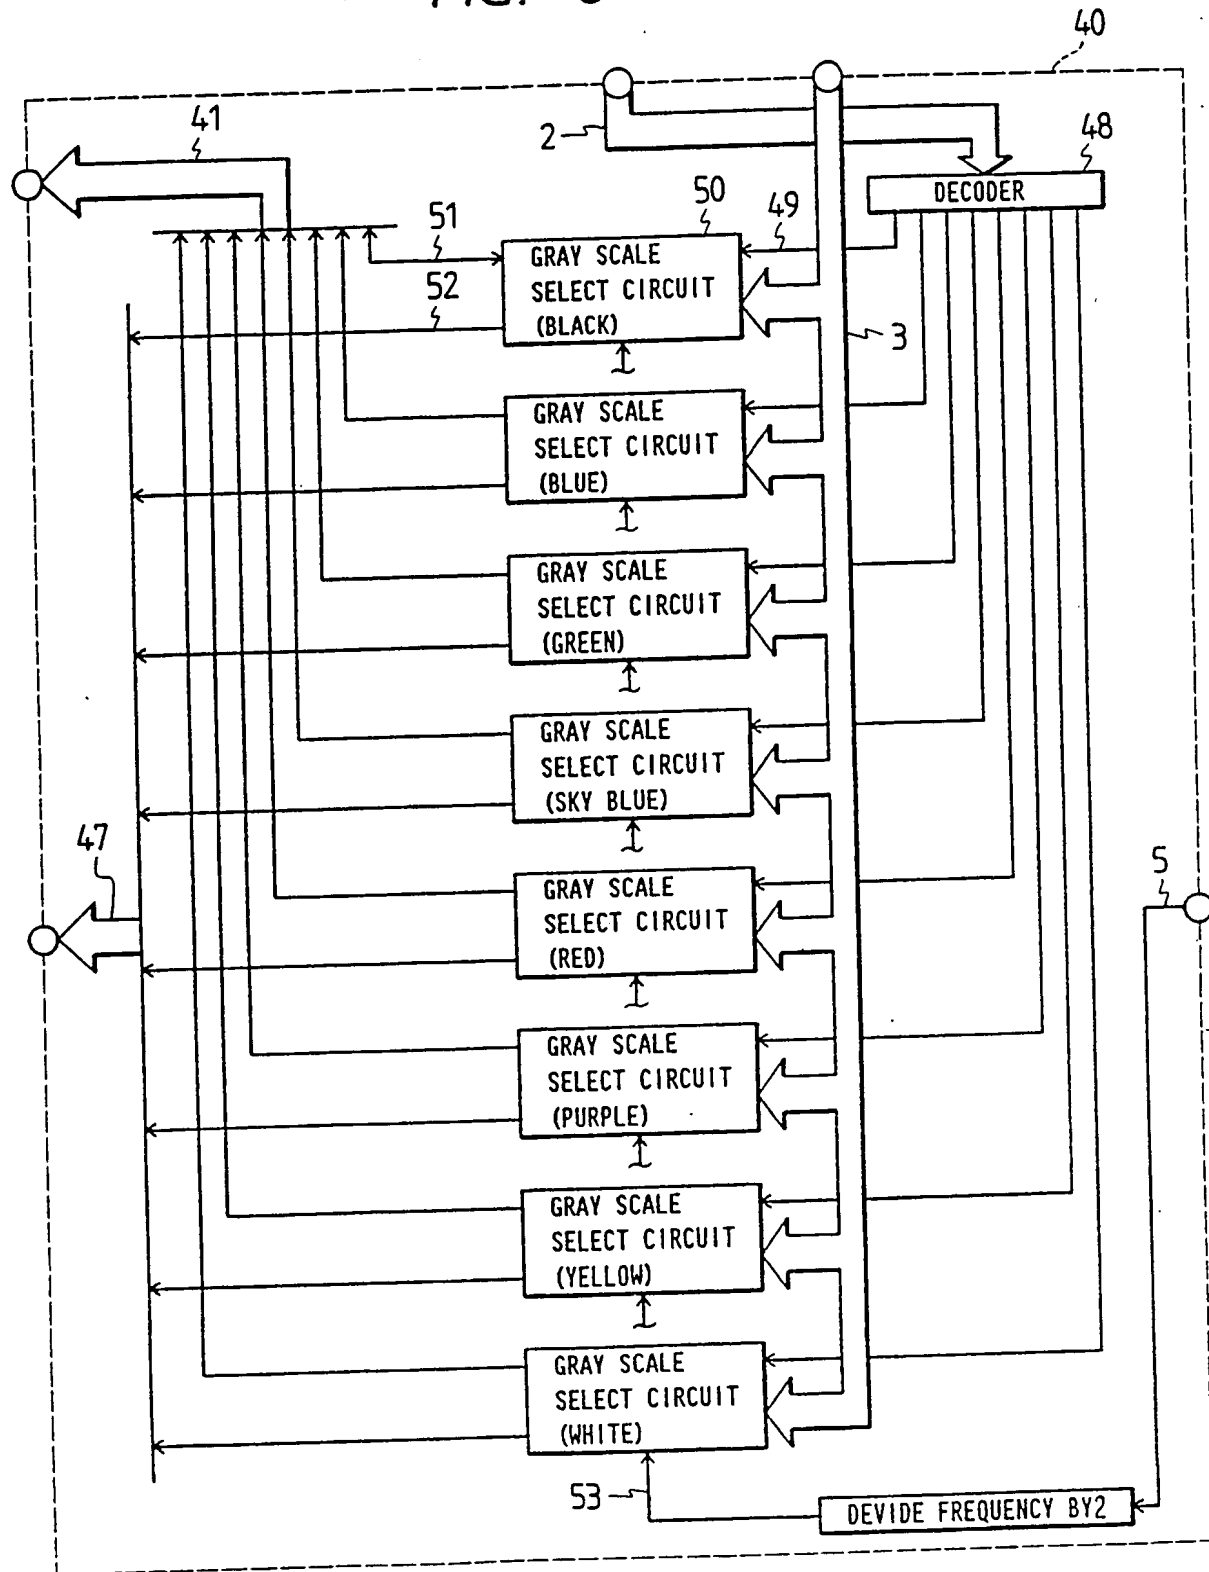 FIG.
40
41
2
48
DECODER
50
49
51
GRAY SCALE
SELECT CIRCUIT
(BLACK)
52
3
GRAY SCALE
SELECT CIRCUIT
(BLUE)
GRAY SCALE
SELECT CIRCUIT
(GREEN)
GRAY SCALE
SELECT CIRCUIT
(SKY BLUE)
47
5
GRAY SCALE
SELECT CIRCUIT
(RED)
GRAY SCALE
SELECT CIRCUIT
(PURPLE)
GRAY SCALE
SELECT CIRCUIT
(YELLOW)
GRAY SCALE
SELECT CIRCUIT
(WHITE)
53
DEVIDE FREQUENCY BY2